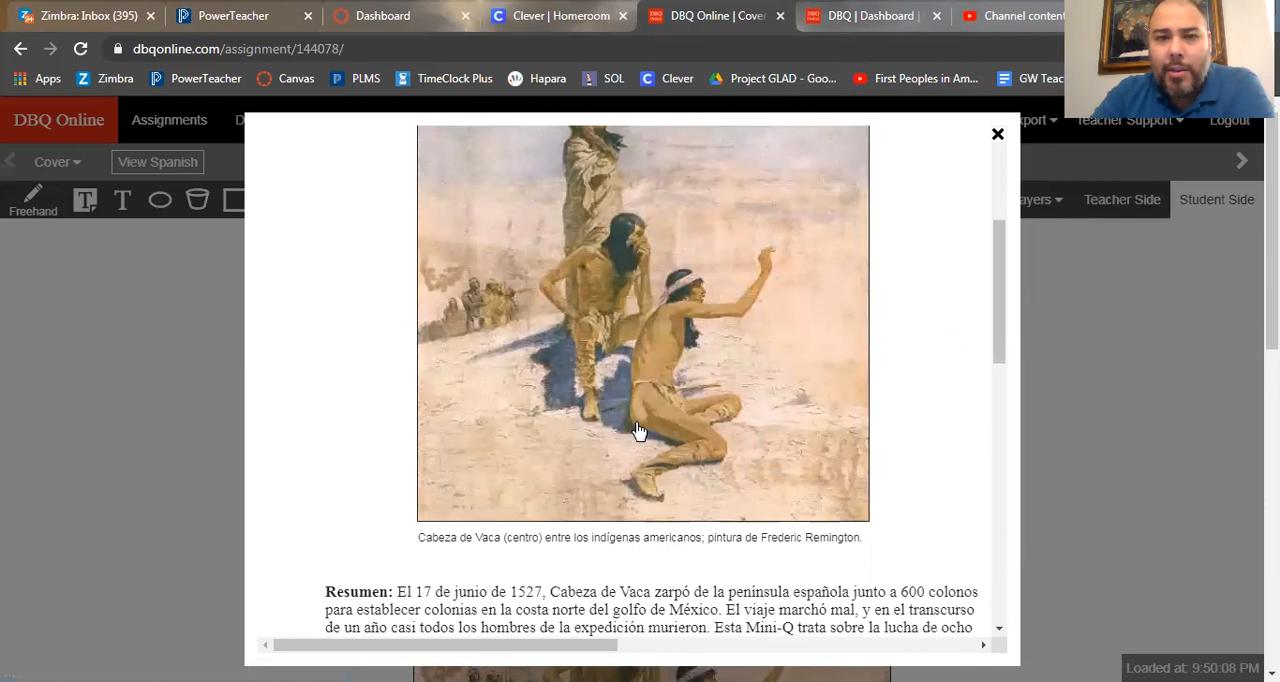 Zimbra: Inbox (395)
PowerTeacher
Dashboard
Clever | Homeroom
DBQ Online | Cover
DBQ | Dashboard |
Channel content
dbqonline.com/assignment/144078/
Apps
Zimbra
PowerTeacher
Canvas
PLMS
TimeClock Plus
Hapara
SOL
Clever
Project GLAD - Goo...
First Peoples in Am...
GW Teac
DBQ Online
Assignments
D
xport
Teacher Support
Logout
Cover
View Spanish
Freehand
T
T
ayers
Teacher Side
Student Side
Cabeza de Vaca (centro) entre los indígenas americanos; pintura de Frederic Remington.
Resumen: El 17 de junio de 1527, Cabeza de Vaca zarpó de la península española junto a 600 colonos
para establecer colonias en la costa norte del golfo de México. El viaje marchó mal, y en el transcurso
de un año casi todos los hombres de la expedición murieron. Esta Mini-Q trata sobre la lucha de ocho
Loaded at: 9:50:08 PM